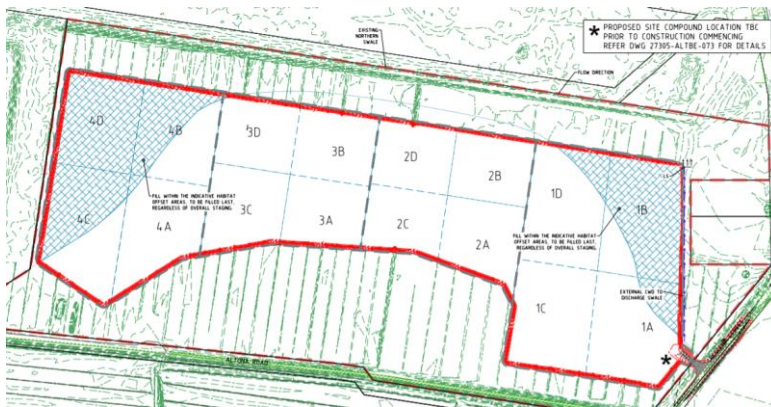 * PROPOSED SITE COMPOUND LOCATION TBC
PRIOR TO CONSTRUCTION COMMENCING
REFER DWG 27305-ALTBE-073 FOR DETAILS
EXISTING
NORTHERN
SWALE
FLOW DIRECTION
4D
4B
3D
3B
2D
2B
1D
1B
FILL WITHIN THE INDICATIVE HABITAT
OFFSET AREAS, TO BE FILLED LAST,
REGARDLESS OF OVERALL STAGING.
4C
4A
3C
3A
2C
2A
FILL WITHIN THE INDICATIVE HABITAT
OFFSET AREAS, TO BE FILLED LAST,
REGARDLESS OF OVERALL STAGING.
EXTERNAL CWD TO
DISCHARGE SWALE
1C
1A
*
ALTONA ROAD